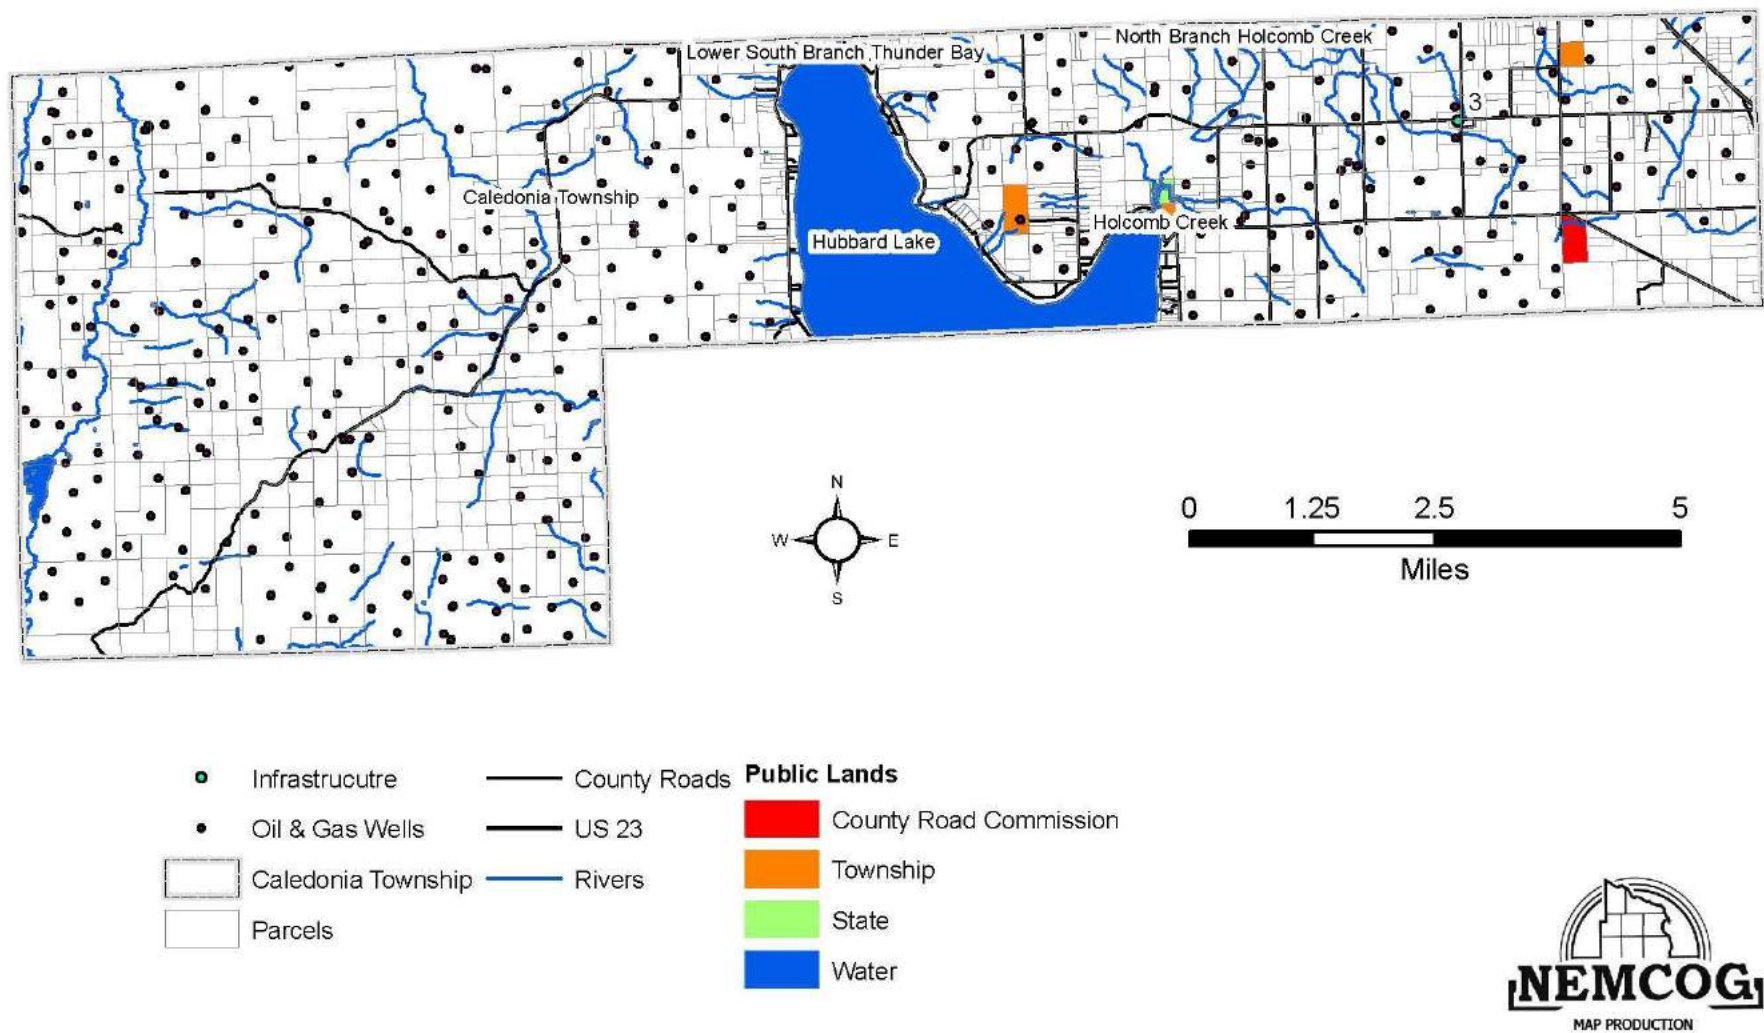 Lower South Branch Thunder Bay
North Branch Holcomb Creek
3
Caledonia Township
Holcomb Creek
Hubbard Lake
N
W E
S
0 1.25 2.5 5
Miles
Infrastrucutre
Oil & Gas Wells
Caledonia Township
Parcels
County Roads
US 23
Rivers
Public Lands
County Road Commission
Township
State
Water
NEMCOG
MAP PRODUCTION